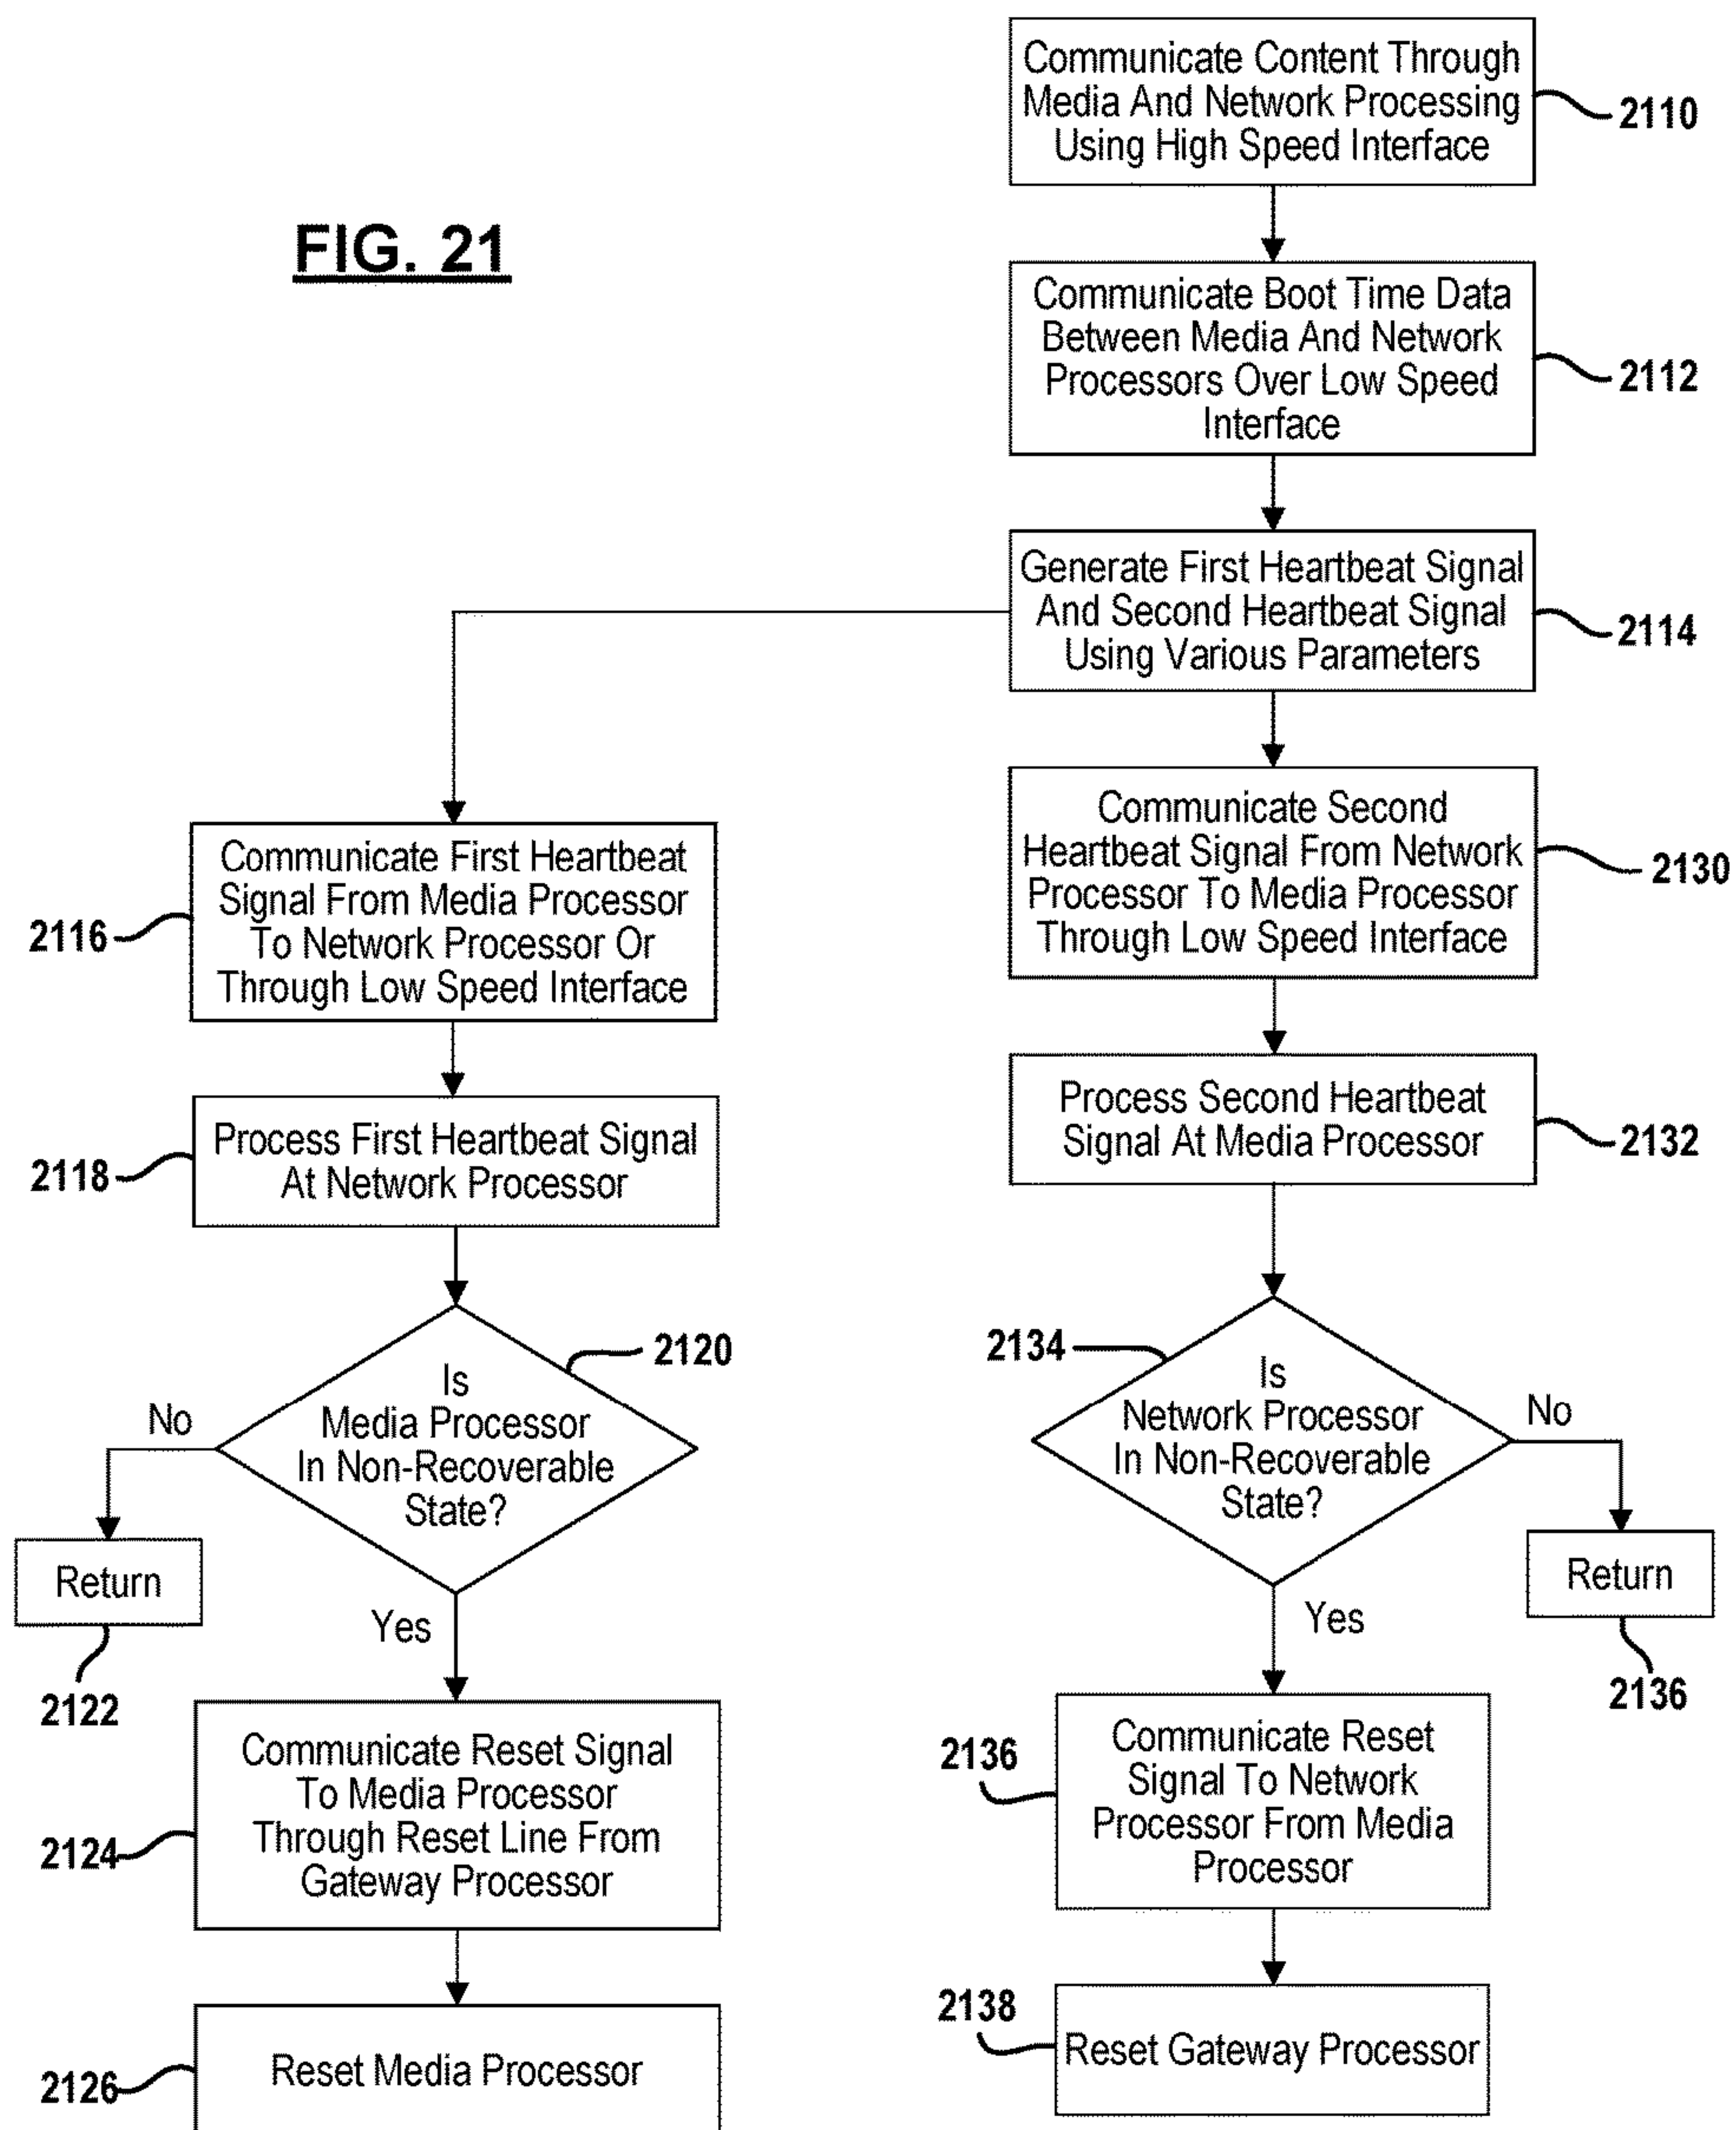 FIG. 21
Communicate Content Through
Media And Network Processing
Using High Speed Interface
2110
Communicate Boot Time Data
Between Media And Network
Processors Over Low Speed
Interface
2112
Generate First Heartbeat Signal
And Second Heartbeat Signal
Using Various Parameters
2114
Communicate First Heartbeat
Signal From Media Processor
To Network Processor Or
Through Low Speed Interface
2116
Process First Heartbeat Signal
At Network Processor
2118
Is
Media Processor
In Non-Recoverable
State?
2120
No
Return
2122
Yes
Communicate Reset Signal
To Media Processor
Through Reset Line From
Gateway Processor
2124
Reset Media Processor
2126
Communicate Second
Heartbeat Signal From Network
Processor To Media Processor
Through Low Speed Interface
2130
Process Second Heartbeat
Signal At Media Processor
2132
2134
Is
Network Processor
In Non-Recoverable
State?
No
Return
2136
Yes
2136
Communicate Reset
Signal To Network
Processor From Media
Processor
2138
Reset Gateway Processor